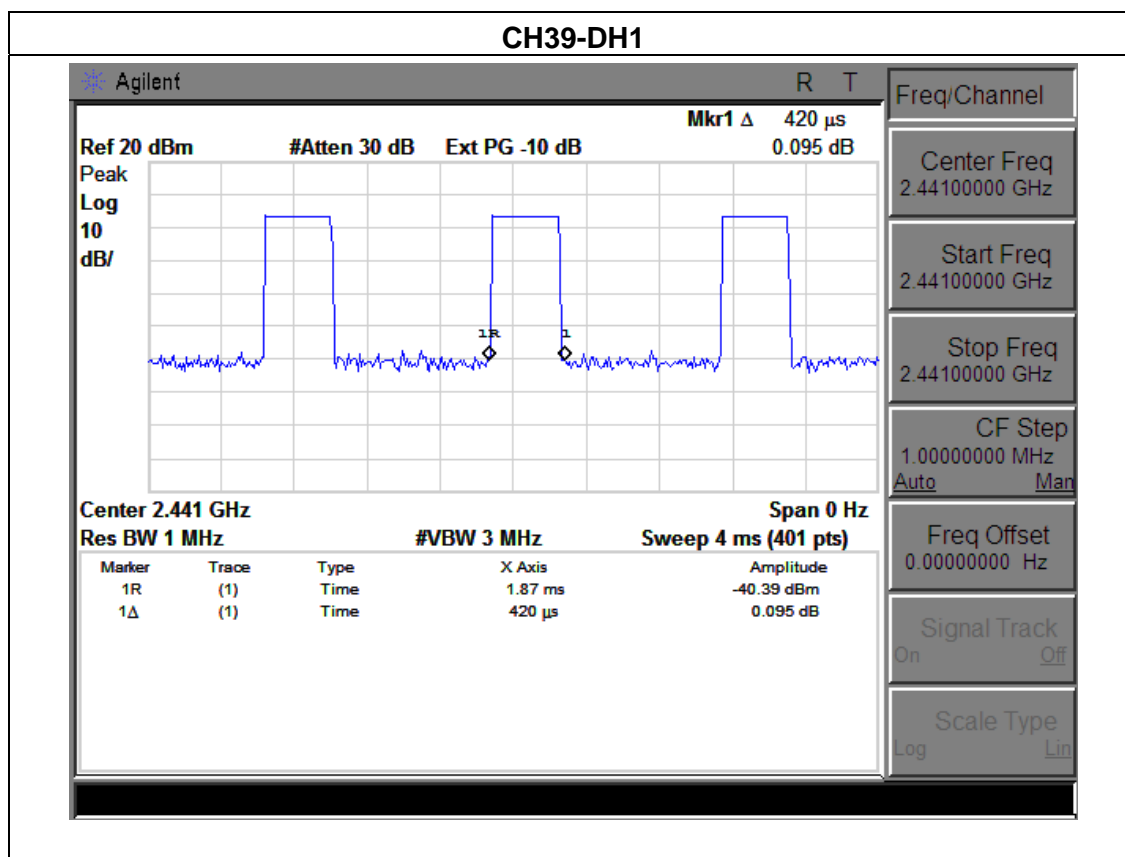 CH39-DH1
Agilent R T
Mkr1 Δ 420 μs
Ref 20 dBm #Atten 30 dB Ext PG -10 dB 0.095 dB
Peak
Log
10
dB/
1R 1
Center 2.441 GHz Span 0 Hz
Res BW 1 MHz #VBW 3 MHz Sweep 4 ms (401 pts)
Marker Trace Type X Axis Amplitude
1R (1) Time 1.87 ms -40.39 dBm
1Δ (1) Time 420 μs 0.095 dB
Freq/Channel
Center Freq
2.44100000 GHz
Start Freq
2.44100000 GHz
Stop Freq
2.44100000 GHz
CF Step
1.00000000 MHz
Auto Man
Freq Offset
0.00000000 Hz
Signal Track
On Off
Scale Type
Log Lin